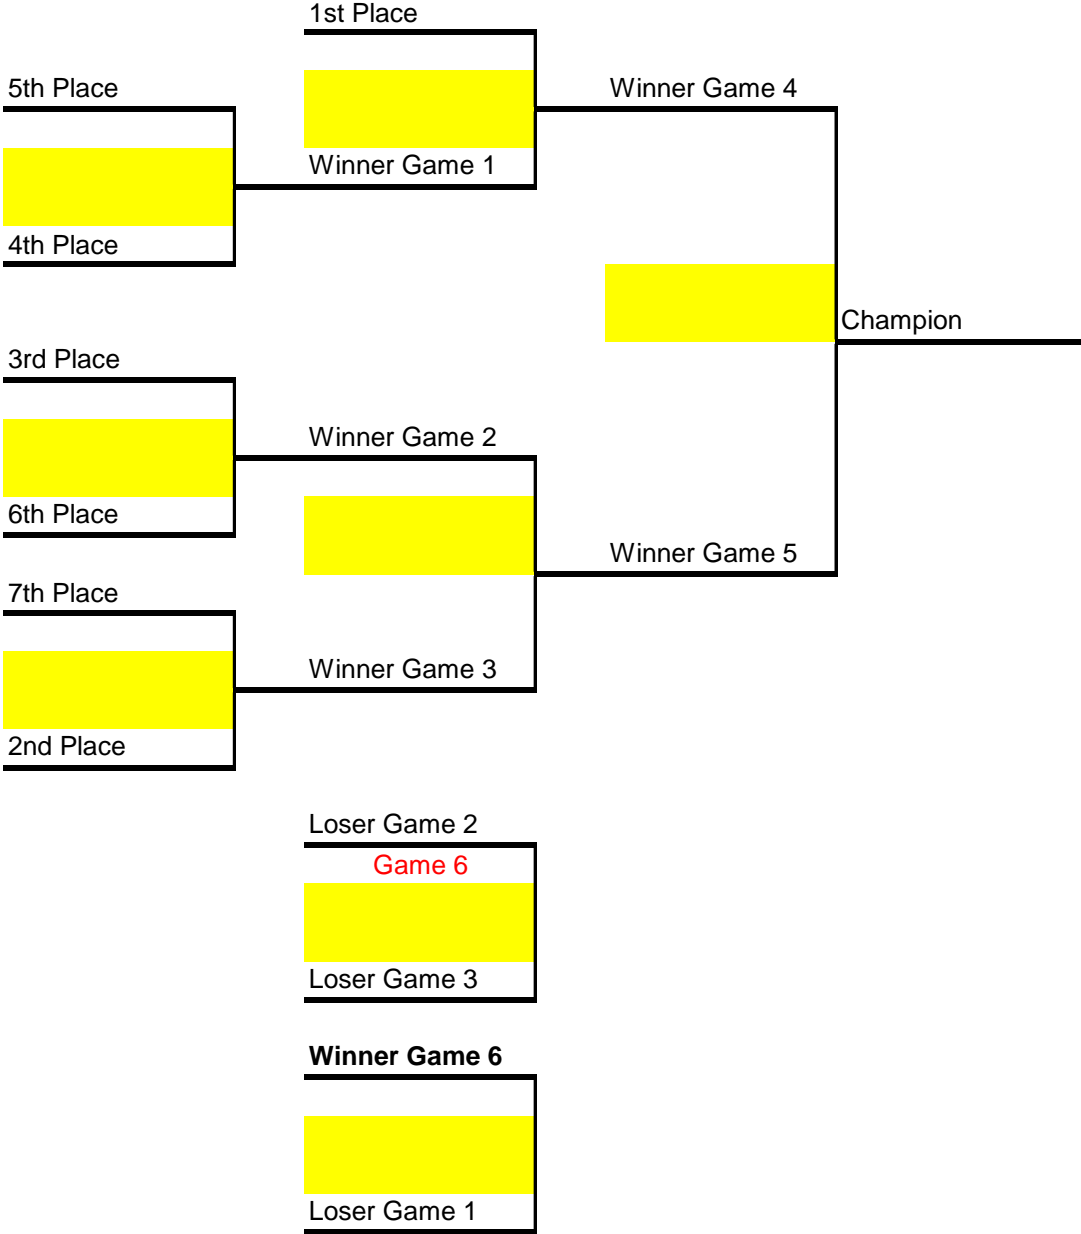 1st Place
5th Place
Winner Game 4
Winner Game 1
4th Place
Champion
3rd Place
Winner Game 2
6th Place
Winner Game 5
7th Place
Winner Game 3
2nd Place
Loser Game 2
Game 6
Loser Game 3
Winner Game 6
Loser Game 1